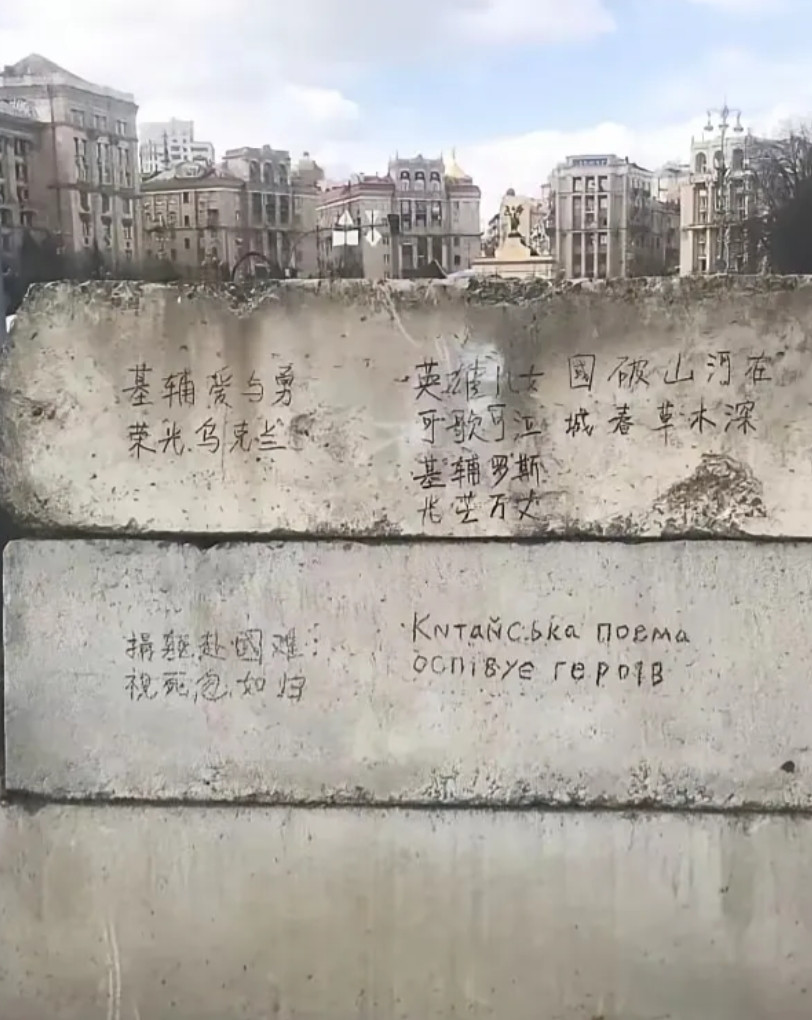 基辅爱与勇
荣光乌克兰
英雄儿女
可歌可泣
基辅罗斯
光芒万丈
國破山河在
城春草木深
捐躯赴國难
视死忽如归
Китайська поема
оспівує героїв